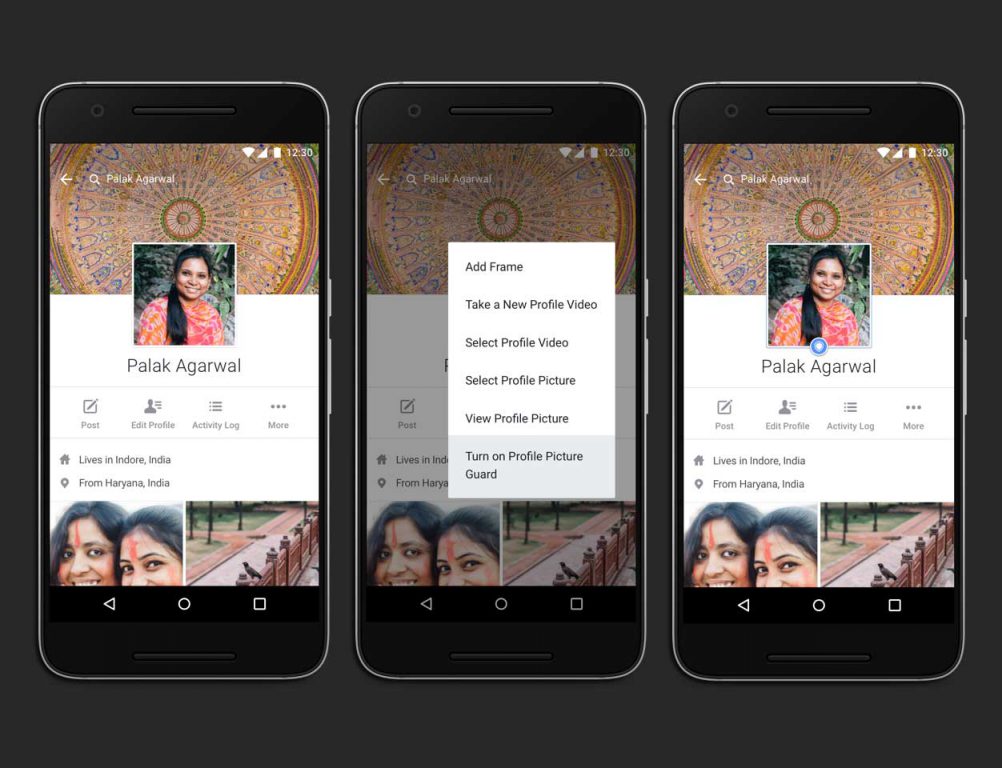 12:30
Palak Agarwal
Palak Agarwal
Post
Edit Profile
Activity Log
More
Lives in Indore, India
From Haryana, India
12:30
Palak Agarwal
Add Frame
Take a New Profile Video
Select Profile Video
Select Profile Picture
View Profile Picture
Turn on Profile Picture
Guard
Post
Lives in Ind
From Harya
12:30
Palak Agarwal
Palak Agarwal
Post
Edit Profile
Activity Log
More
Lives in Indore, India
From Haryana, India